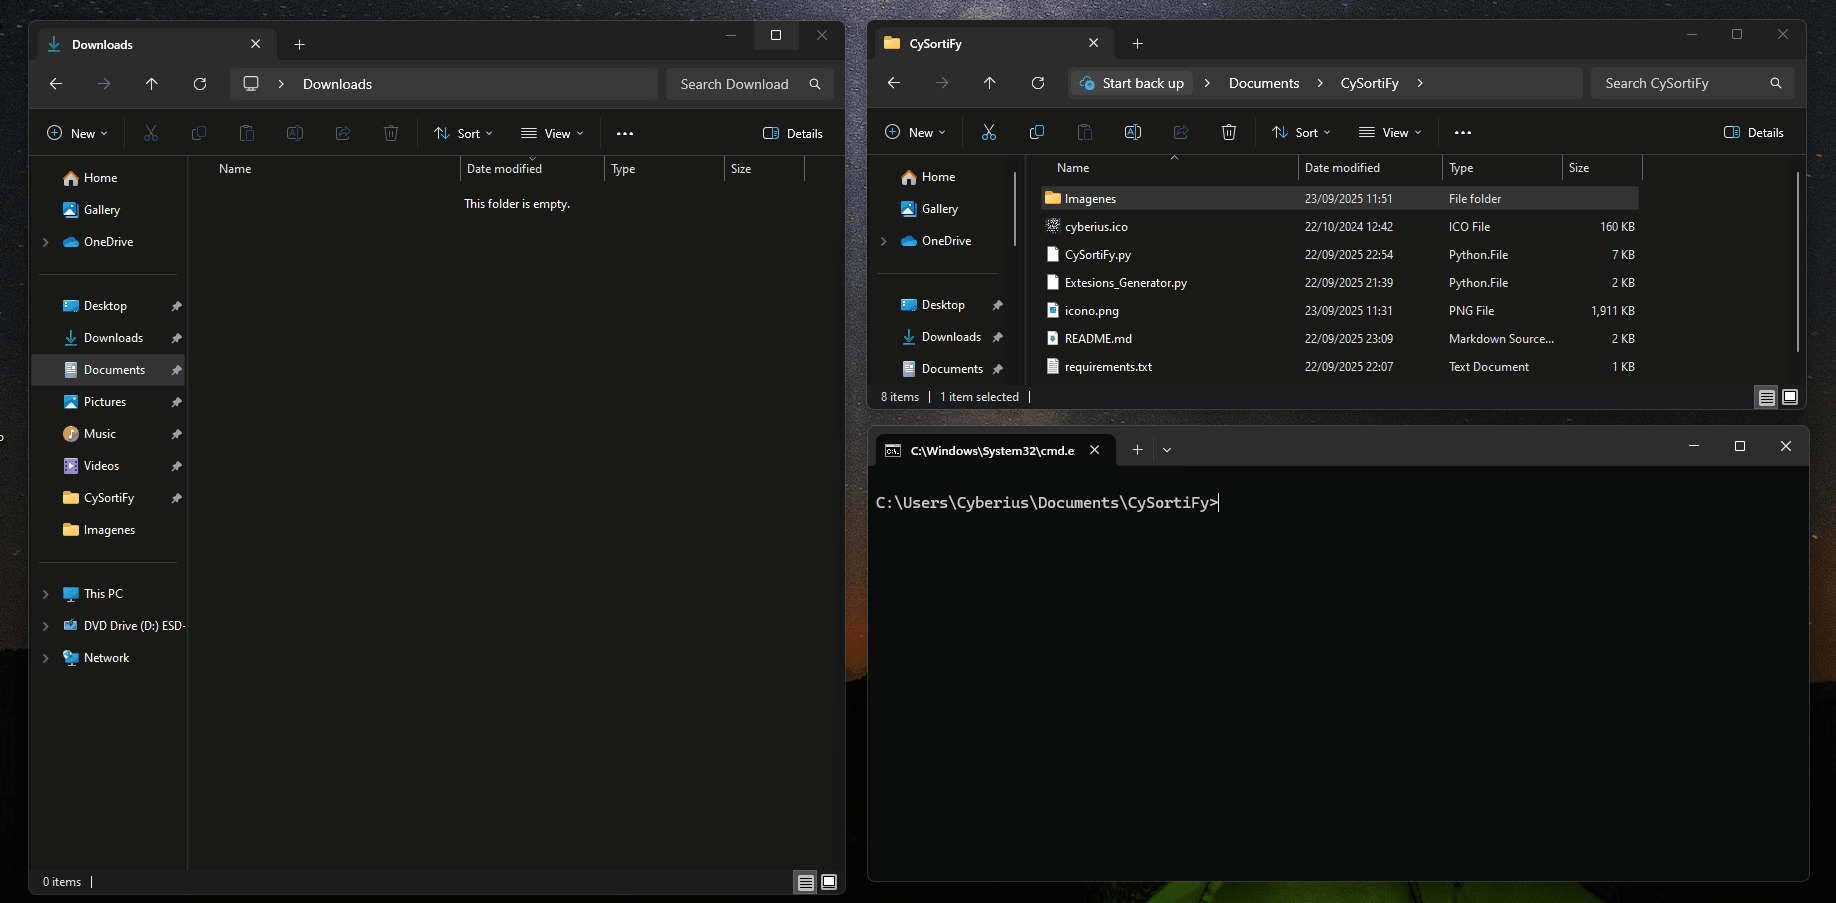 Downloads
Downloads
Search Download
New
Sort
View
Details
Name
Date modified
Type
Size
This folder is empty.
Home
Gallery
OneDrive
Desktop
Downloads
Documents
Pictures
Music
Videos
CySortiFy
Imagenes
This PC
DVD Drive (D:) ESD-
Network
0 items
CySortiFy
Start back up
Documents
CySortiFy
Search CySortiFy
New
Sort
View
Details
Name
Date modified
Type
Size
Home
Gallery
OneDrive
Desktop
Downloads
Documents
Imagenes 23/09/2025 11:51 File folder
cyberius.ico 22/10/2024 12:42 ICO File 160 KB
CySortiFy.py 22/09/2025 22:54 Python.File 7 KB
Extesions_Generator.py 22/09/2025 21:39 Python.File 2 KB
icono.png 23/09/2025 11:31 PNG File 1,911 KB
README.md 22/09/2025 23:09 Markdown Source... 2 KB
requirements.txt 22/09/2025 22:07 Text Document 1 KB
8 items
1 item selected
C:\Windows\System32\cmd.e
C:\Users\Cyberius\Documents\CySortiFy>